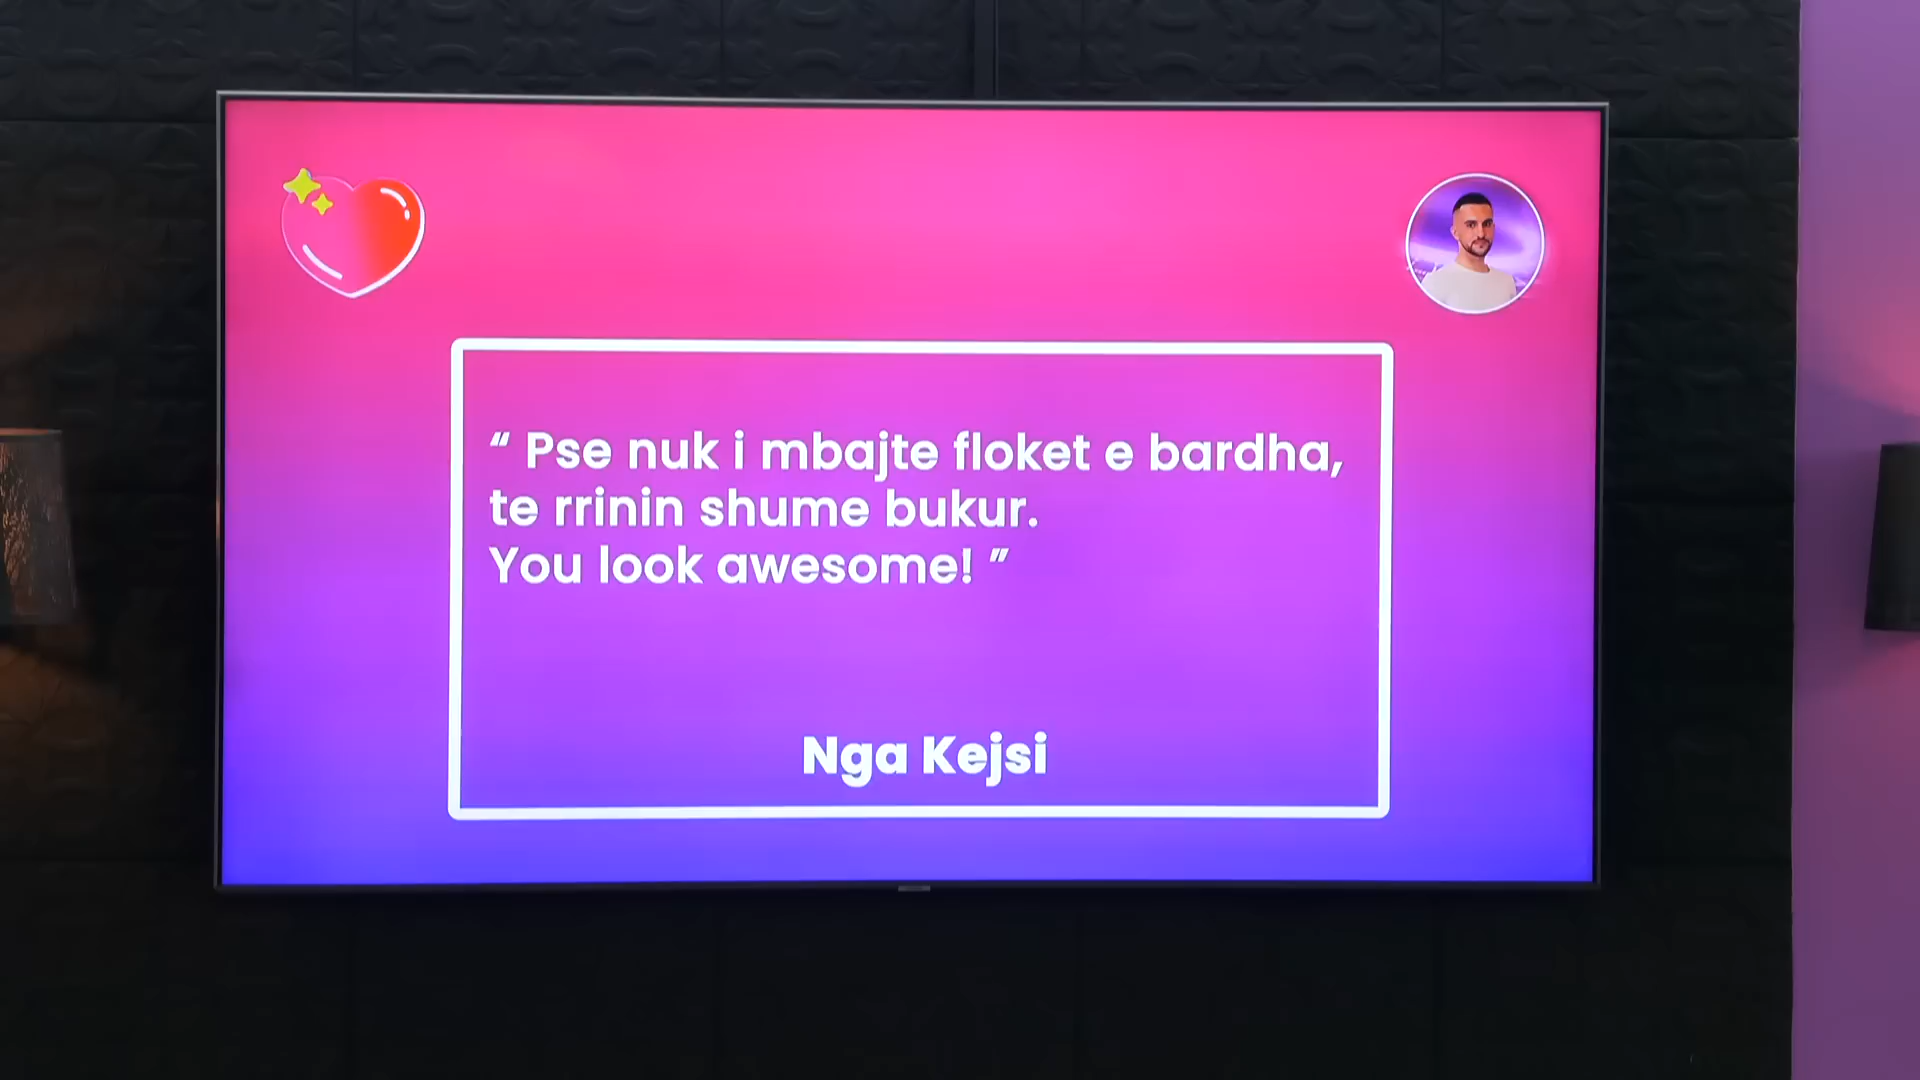 “ Pse nuk i mbajte floket e bardha,
te rrinin shume bukur.
You look awesome! ”
Nga Kejsi